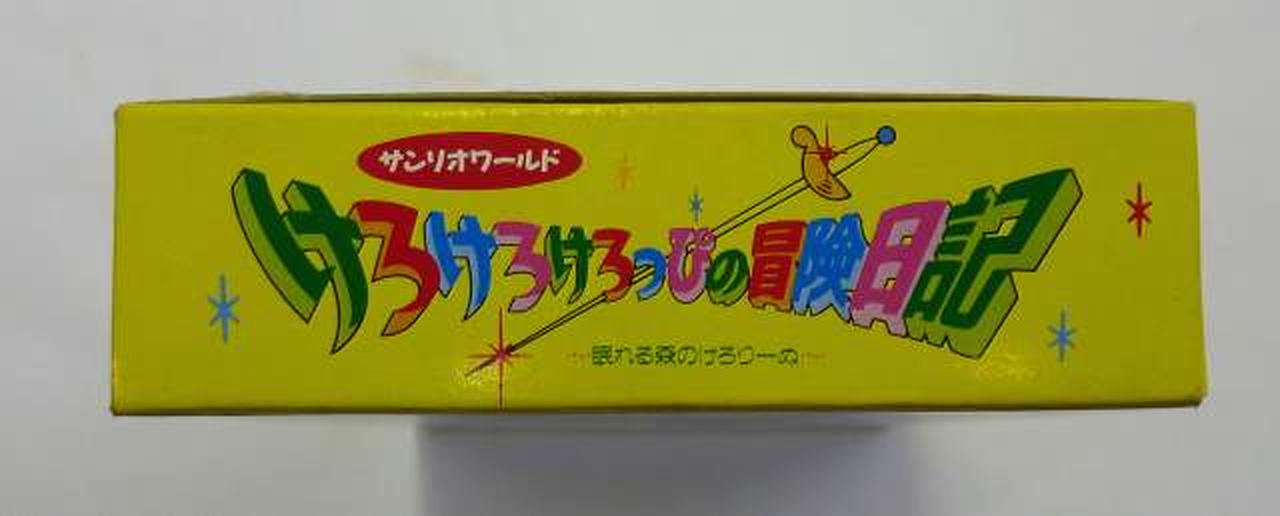 サンリオワールド
けろけろけろっぴの冒険日記
眠れる森のけろりーぬ